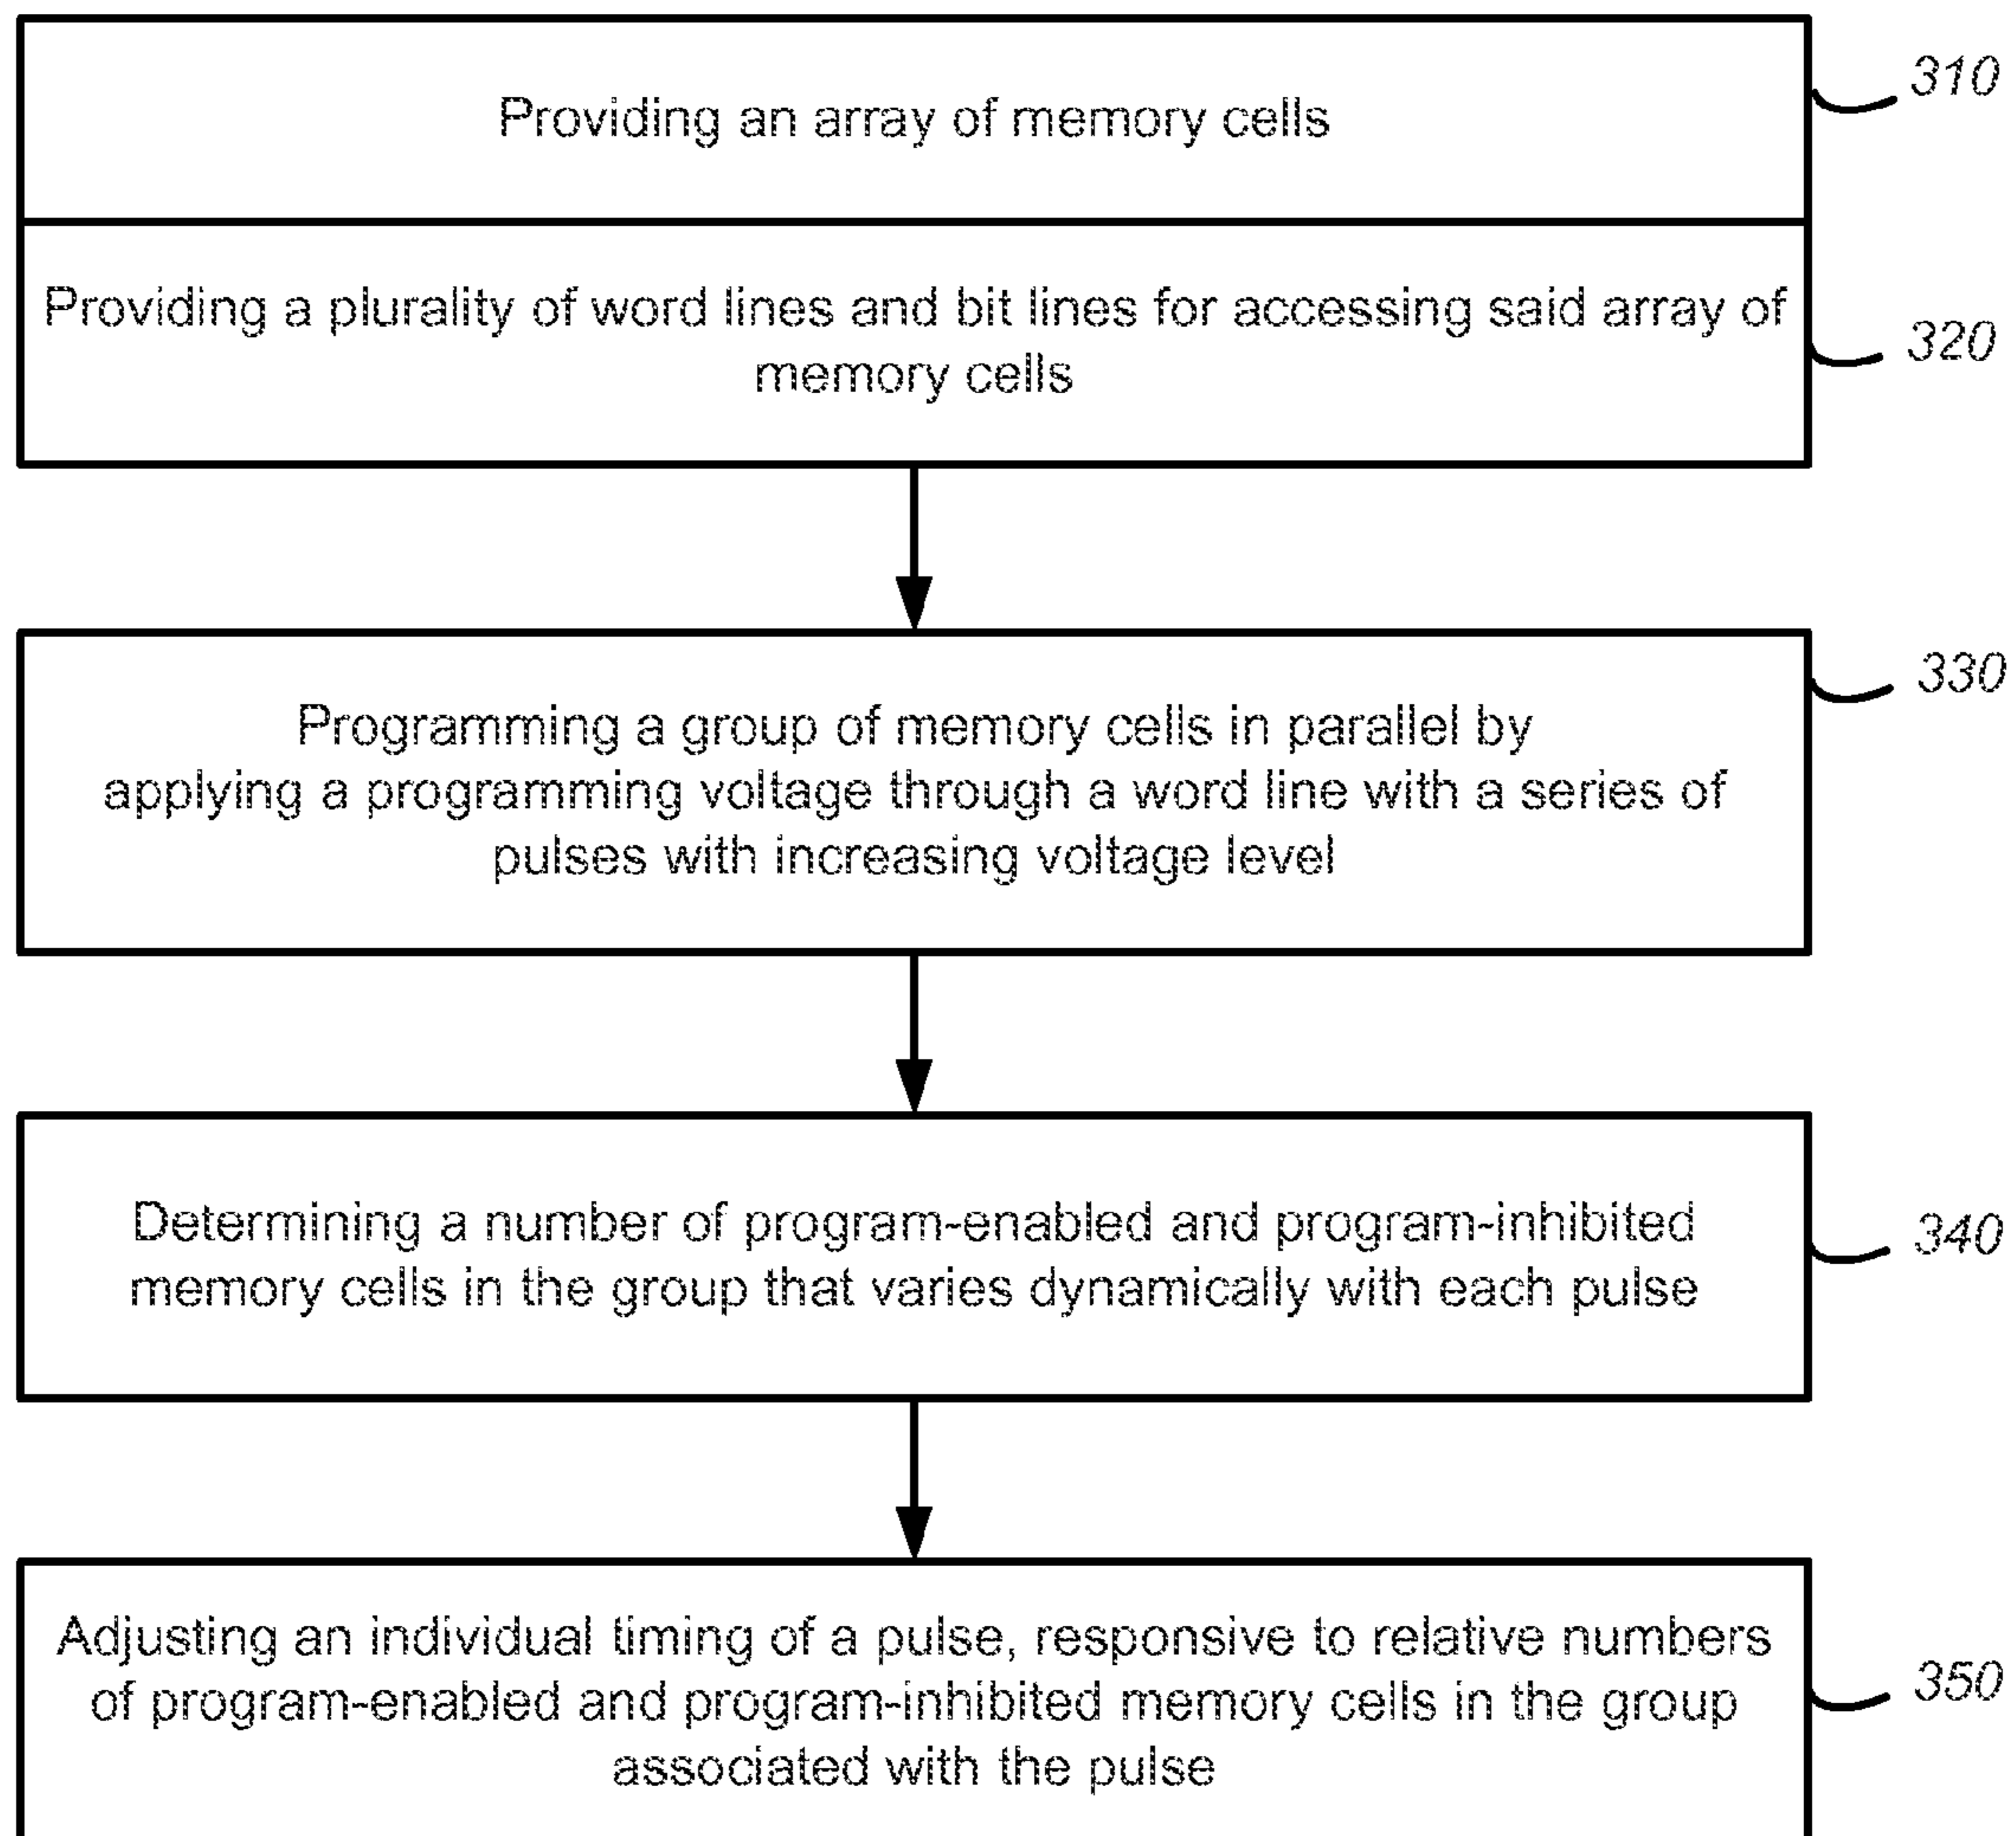 Providing an array of memory cells
310
Providing a plurality of word lines and bit lines for accessing said array of
memory cells
320
Programming a group of memory cells in parallel by
applying a programming voltage through a word line with a series of
pulses with increasing voltage level
330
Determining a number of program-enabled and program-inhibited
memory cells in the group that varies dynamically with each pulse
340
Adjusting an individual timing of a pulse, responsive to relative numbers
of program-enabled and program-inhibited memory cells in the group
associated with the pulse
350